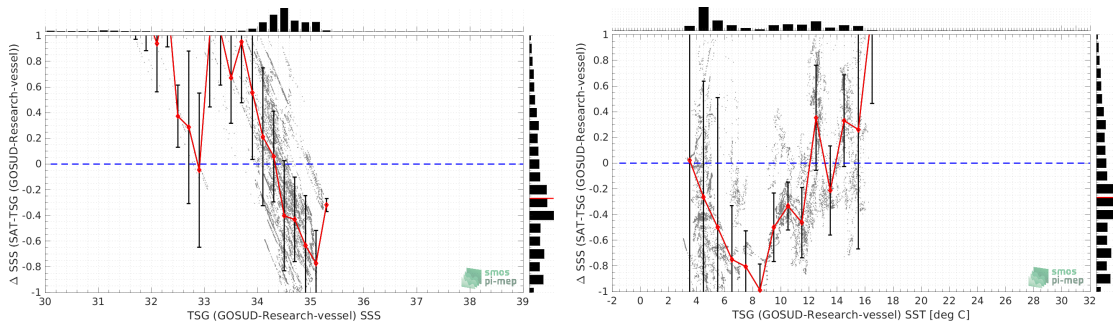 Δ SSS (SAT-TSG (GOSUD-Research-vessel))
1
0.8
0.6
0.4
0.2
0
-0.2
-0.4
-0.6
-0.8
-1
30 31 32 33 34 35 36 37 38 39
TSG (GOSUD-Research-vessel) SSS
smos
pi-mep
Δ SSS (SAT-TSG (GOSUD-Research-vessel))
1
0.8
0.6
0.4
0.2
0
-0.2
-0.4
-0.6
-0.8
-1
-2 0 2 4 6 8 10 12 14 16 18 20 22 24 26 28 30 32
TSG (GOSUD-Research-vessel) SST [deg C]
smos
pi-mep